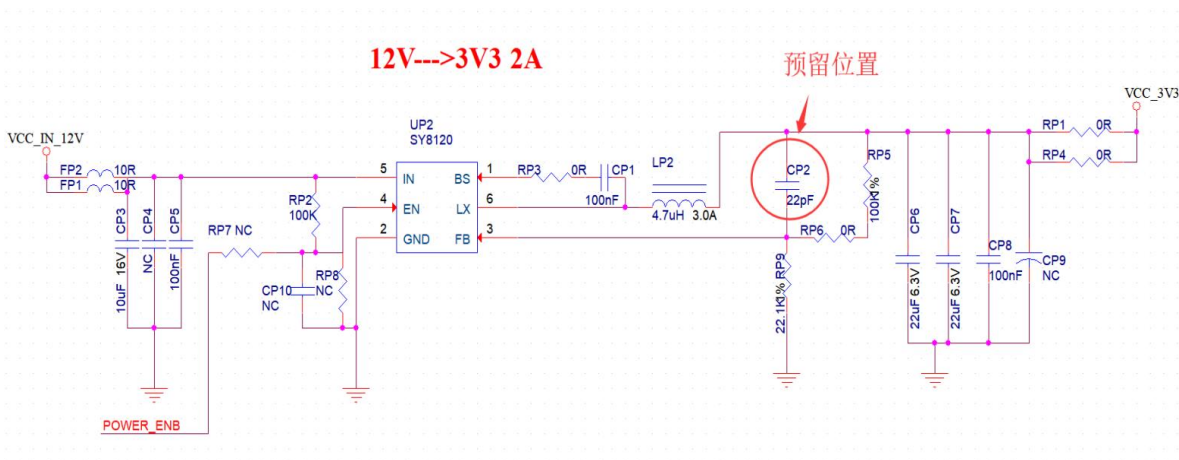 12V--->3V3 2A
预留位置
VCC_3V3
VCC_IN_12V
UP2
SY8120
RP1 0R
RP4 0R
FP2 10R
FP1 10R
5 IN BS 1
4 EN LX 6
2 GND FB 3
RP3 0R
CP1
100nF
LP2
4.7uH 3.0A
CP2
22pF
RP5
100K1%
RP6 0R
RP9
22.1K1%
CP3
10uF 16V
CP4
NC
CP5
100nF
RP2
100K
RP7 NC
CP10
NC
RP8
NC
CP6
22uF 6.3V
CP7
22uF 6.3V
CP8
100nF
CP9
NC
POWER_ENB